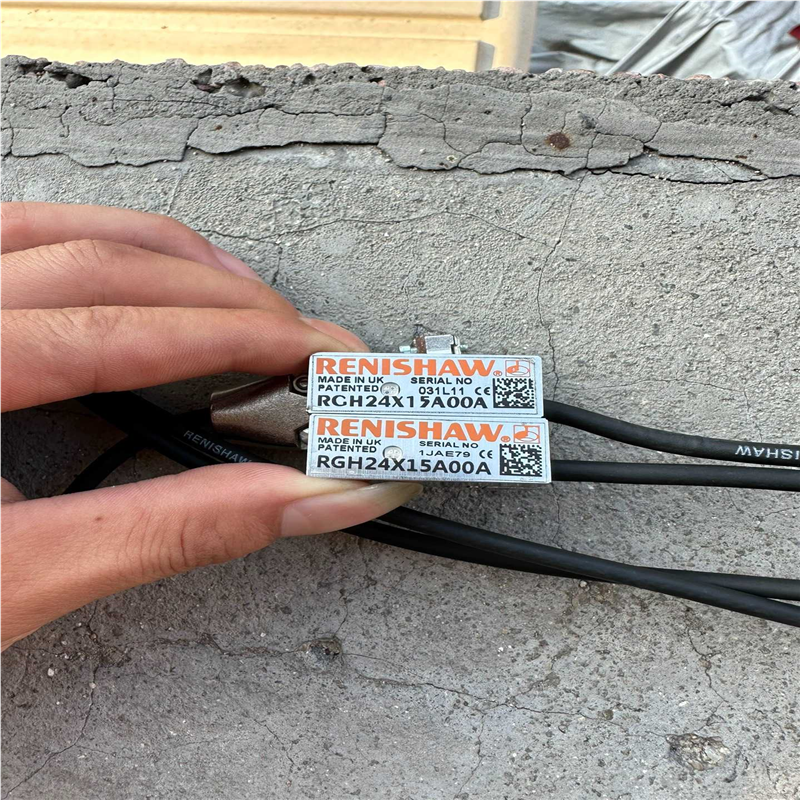 RENISHAW®
MADE IN UK SERIAL NO
PATENTED 031L11 CE
RGH24X15A00A
RENISHAW®
MADE IN UK SERIAL NO
PATENTED 1JAE79 CE
RGH24X15A00A
RENISHAW
RENISHAW